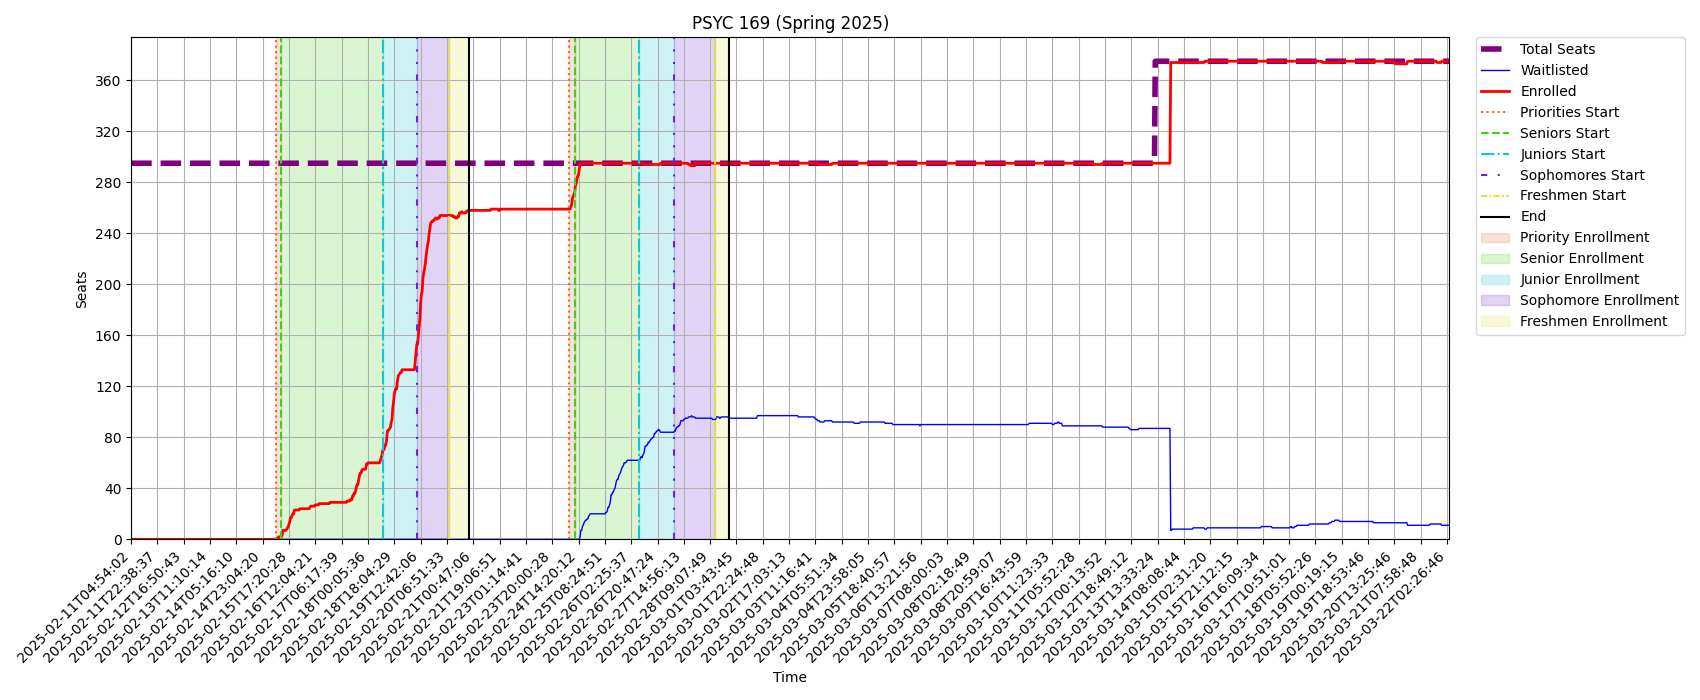 PSYC 169 (Spring 2025)
Total Seats
Waitlisted
Enrolled
Priorities Start
Seniors Start
Juniors Start
Sophomores Start
Freshmen Start
End
Priority Enrollment
Senior Enrollment
Junior Enrollment
Sophomore Enrollment
Freshmen Enrollment
Seats
360
320
280
240
200
160
120
80
40
0
2025-02-11T04:54:02
2025-02-11T22:38:37
2025-02-12T16:50:43
2025-02-13T11:10:14
2025-02-14T05:16:10
2025-02-14T23:04:20
2025-02-15T17:20:28
2025-02-16T12:04:21
2025-02-17T06:17:39
2025-02-18T00:05:36
2025-02-18T18:04:29
2025-02-19T12:42:06
2025-02-20T06:51:33
2025-02-21T00:47:06
2025-02-21T19:06:51
2025-02-22T13:14:41
2025-02-23T20:00:28
2025-02-24T14:20:12
2025-02-25T08:24:51
2025-02-26T02:25:37
2025-02-26T20:47:24
2025-02-27T14:56:13
2025-02-28T09:07:49
2025-03-01T03:43:45
2025-03-01T22:24:48
2025-03-02T17:03:13
2025-03-03T11:16:41
2025-03-04T05:51:34
2025-03-04T23:58:05
2025-03-05T18:40:57
2025-03-06T13:21:56
2025-03-07T08:00:03
2025-03-08T02:18:49
2025-03-08T20:59:07
2025-03-09T16:43:59
2025-03-10T11:23:33
2025-03-11T05:52:28
2025-03-12T00:13:52
2025-03-12T18:49:12
2025-03-13T13:33:24
2025-03-14T08:08:44
2025-03-15T02:31:20
2025-03-15T21:12:15
2025-03-16T16:09:34
2025-03-17T10:51:01
2025-03-18T05:52:26
2025-03-19T00:19:15
2025-03-19T18:53:46
2025-03-20T13:25:46
2025-03-21T07:58:48
2025-03-22T02:26:46
Time